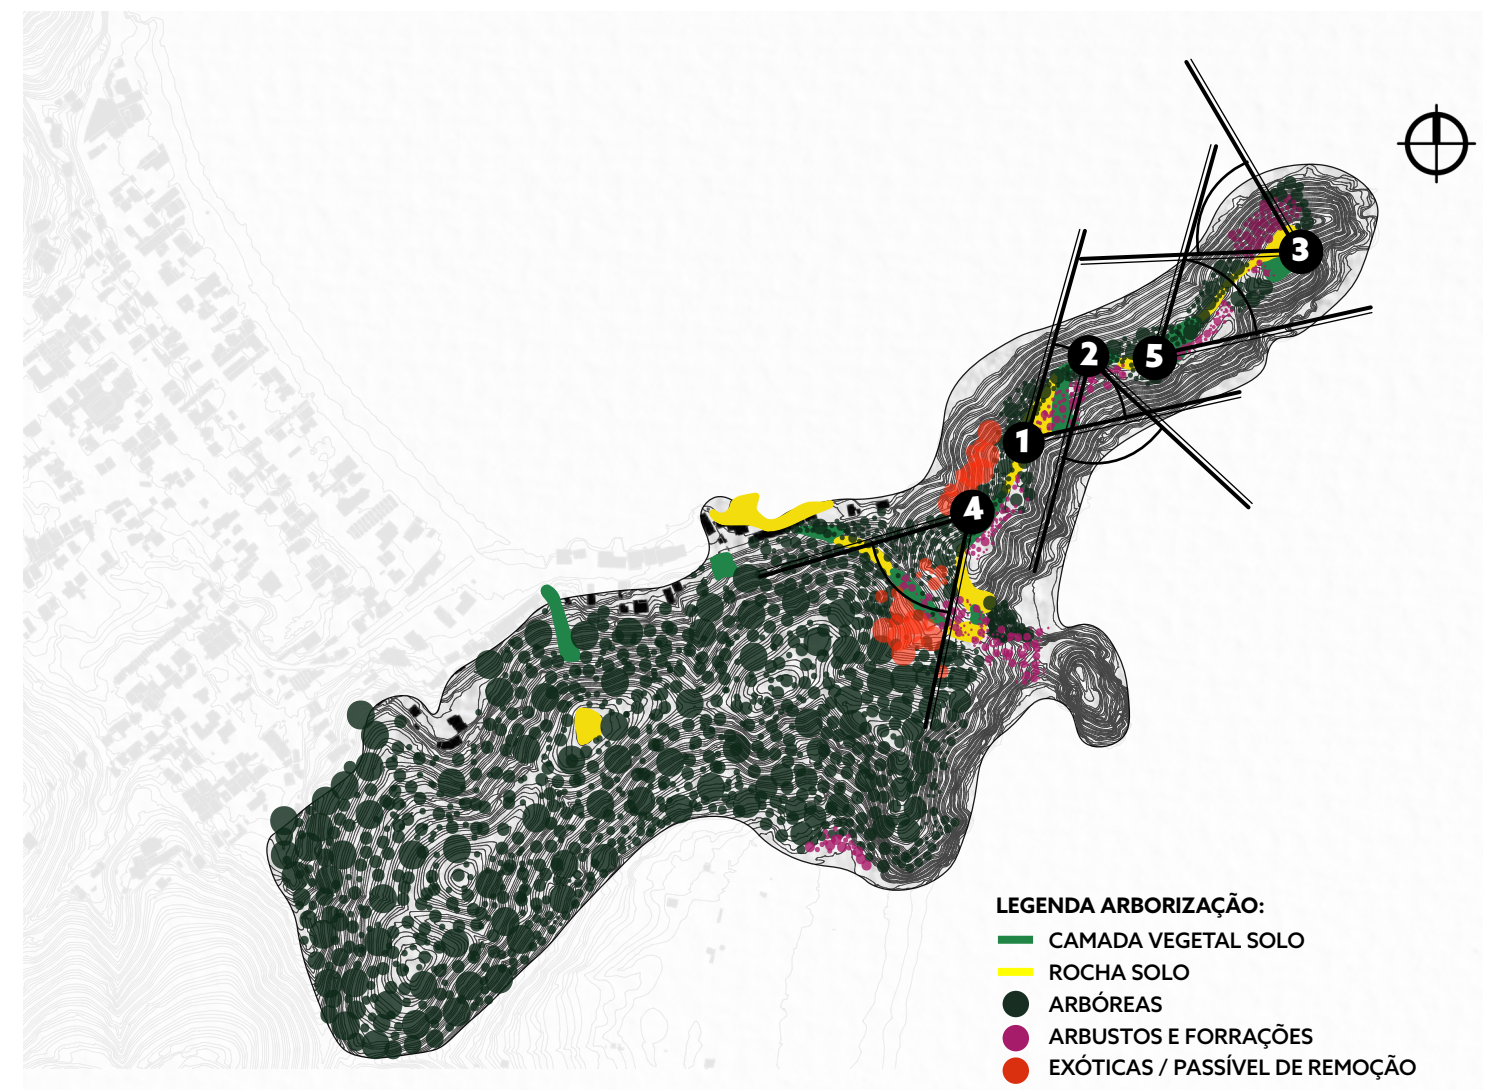 3
2
5
1
4
LEGENDA ARBORIZAÇÃO:
CAMADA VEGETAL SOLO
ROCHA SOLO
ARBÓREAS
ARBUSTOS E FORRAÇÕES
EXÓTICAS / PASSÍVEL DE REMOÇÃO